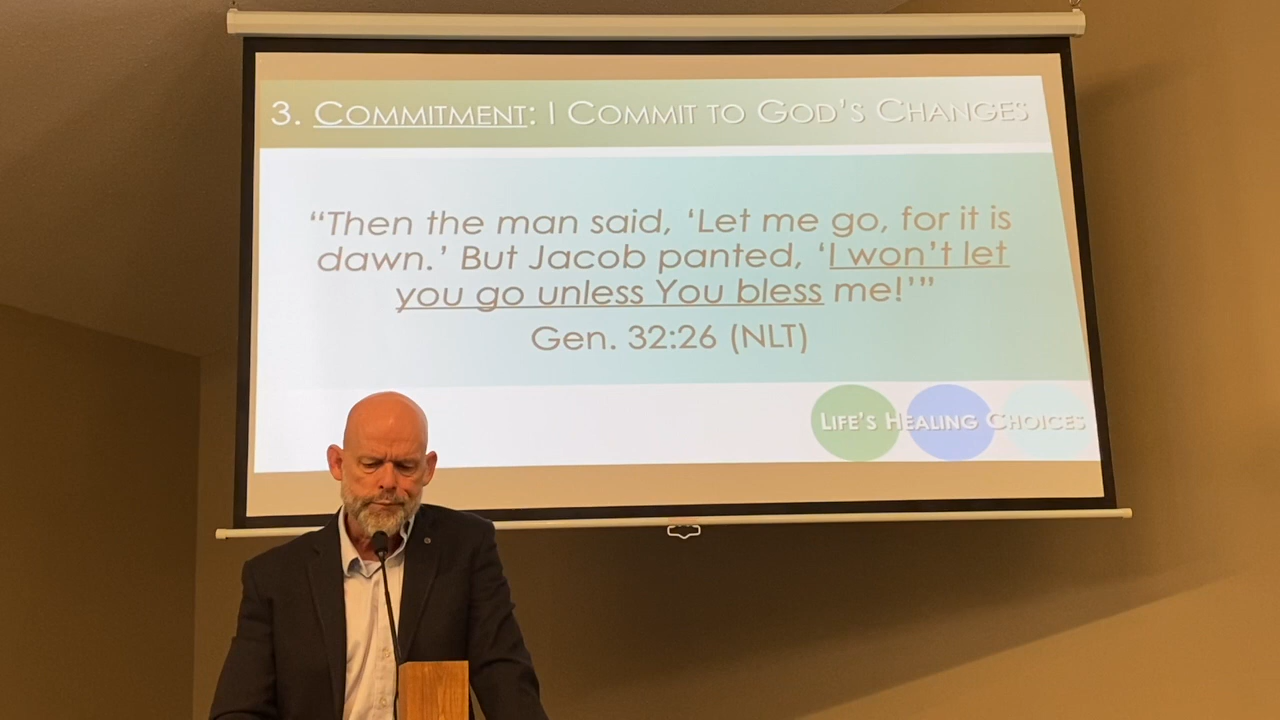 3. COMMITMENT: I COMMIT TO GOD'S CHANGES
“Then the man said, ‘Let me go, for it is
dawn.’ But Jacob panted, ‘I won’t let
you go unless You bless me!’”
Gen. 32:26 (NLT)
LIFE'S HEALING CHOICES